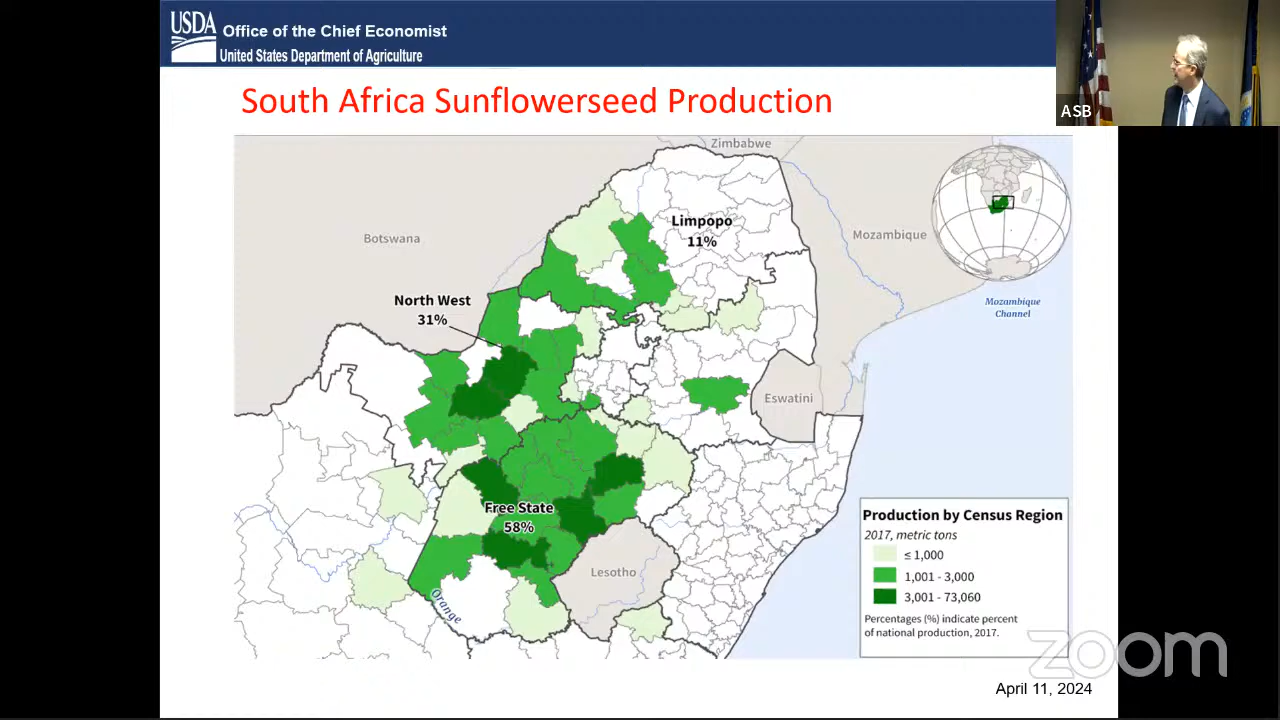 USDA
Office of the Chief Economist
United States Department of Agriculture
ASB
South Africa Sunflowerseed Production
Zimbabwe
Limpopo
11%
Botswana
Mozambique
North West
31%
Mozambique
Channel
Eswatini
Free State
58%
Lesotho
Orange
Production by Census Region
2017, metric tons
≤ 1,000
1,001 - 3,000
3,001 - 73,060
Percentages (%) indicate percent
of national production, 2017.
zoom
April 11, 2024